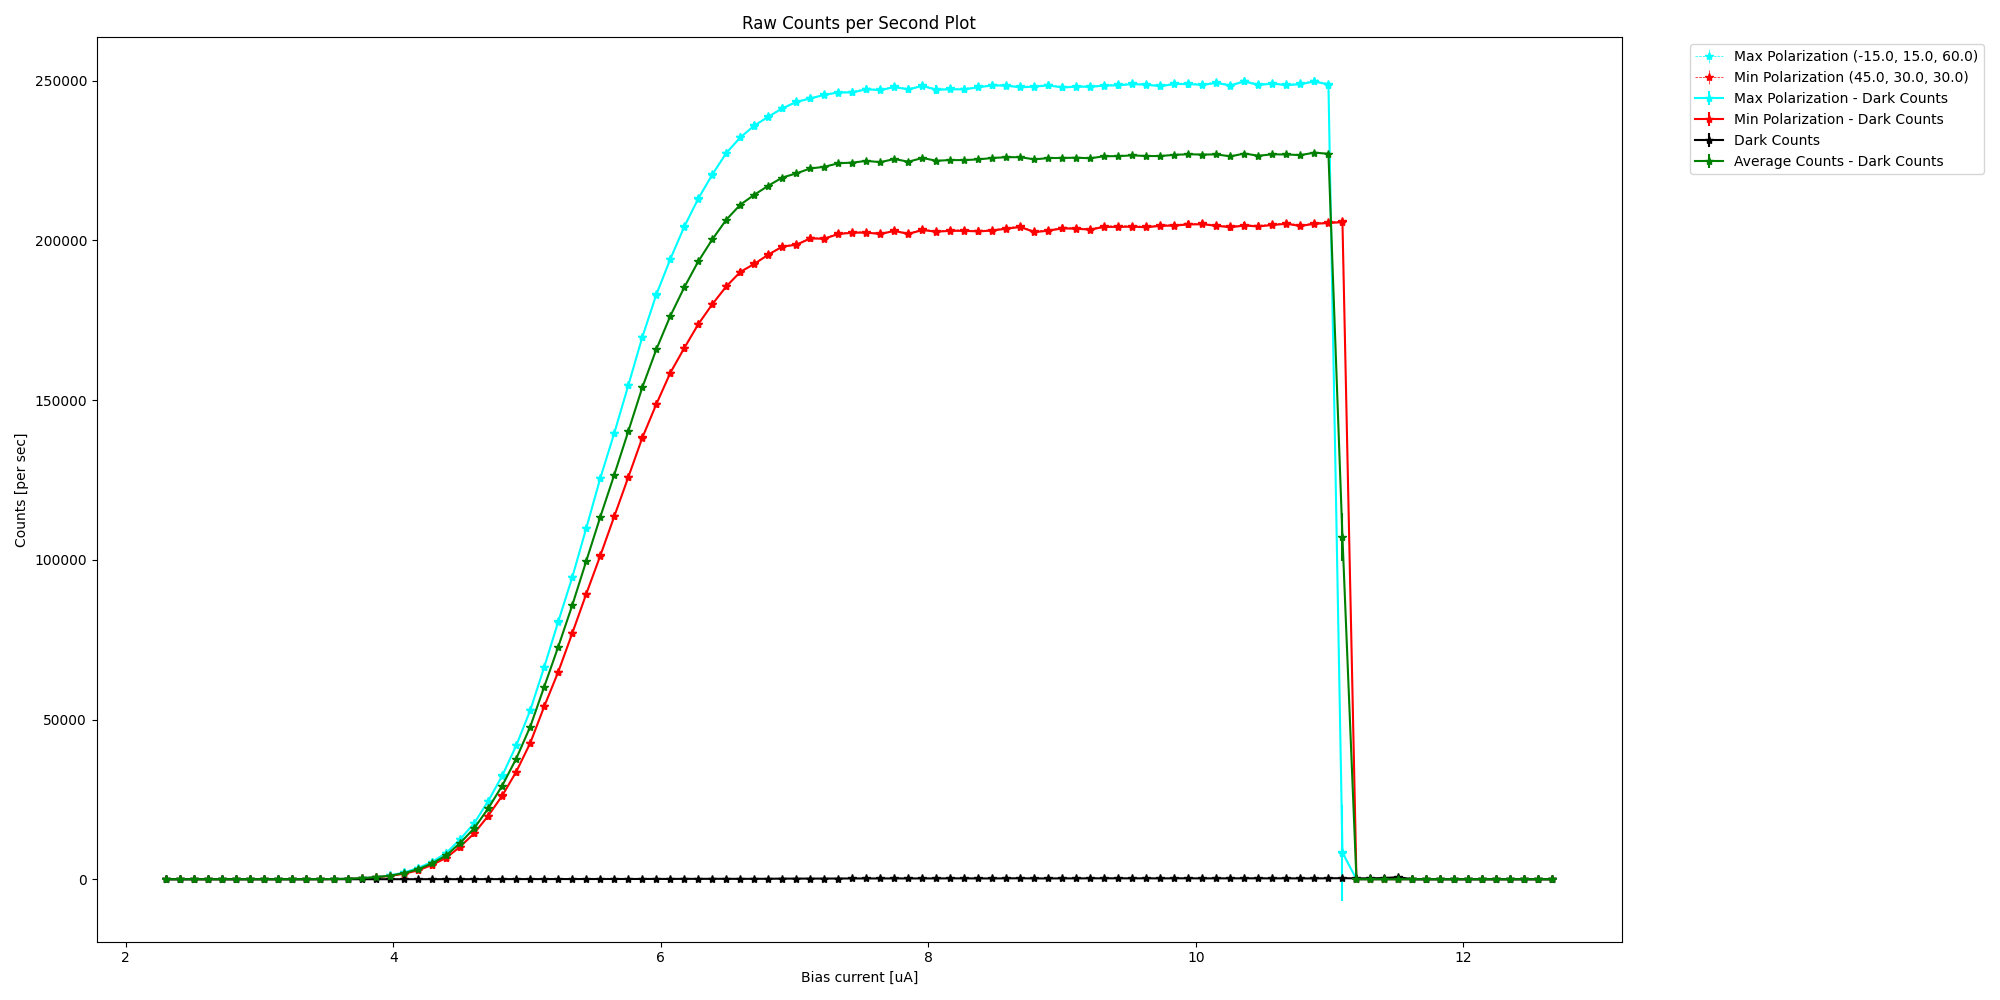 Raw Counts per Second Plot
Max Polarization (-15.0, 15.0, 60.0)
Min Polarization (45.0, 30.0, 30.0)
Max Polarization - Dark Counts
Min Polarization - Dark Counts
Dark Counts
Average Counts - Dark Counts
Counts [per sec]
250000
200000
150000
100000
50000
0
2 4 6 8 10 12
Bias current [uA]